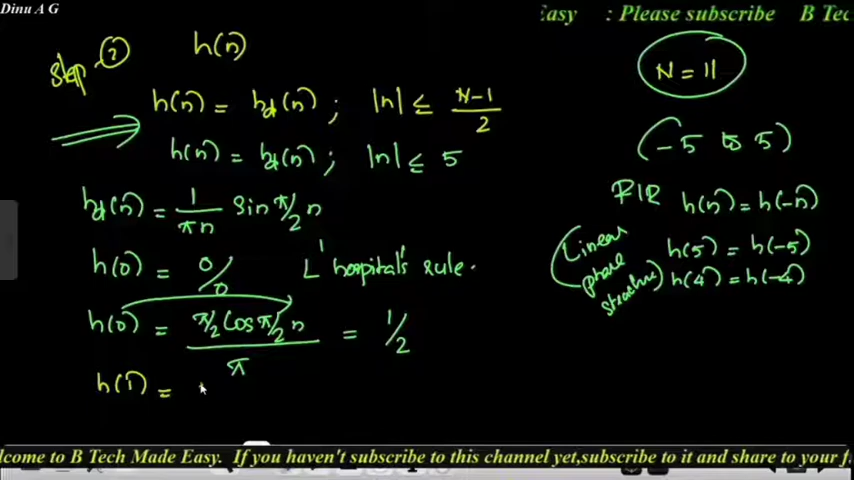 Dinu A G
Easy : Please subscribe B Tec
Step - ②
h(n)
h(n) = hd(n) ; |n| ≤ N-1/2
h(n) = hd(n) ; |n| ≤ 5
hd(n) = 1/πn Sin π/2 n
h(0) = 0/0 L' hospital's rule.
h(0) = π/2 Cos π/2 n / π = 1/2
h(1) =
N = 11
(-5 to 5)
FIR h(n) = h(-n)
(Linear phase structure)
h(5) = h(-5)
h(4) = h(-4)
lcome to B Tech Made Easy. If you haven't subscribe to this channel yet,subscribe to it and share to your f